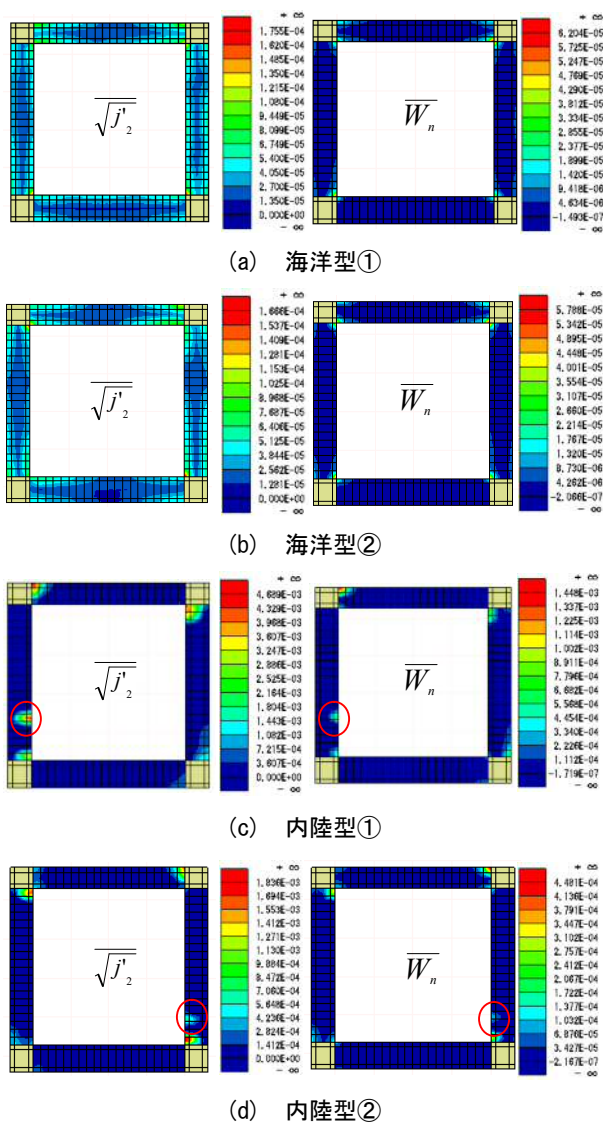 + ∞
1.755E-04
1.620E-04
1.485E-04
1.350E-04
1.215E-04
1.080E-04
9.449E-05
8.099E-05
6.749E-05
5.400E-05
4.050E-05
2.700E-05
1.350E-05
0.000E+00
- ∞
√j'₂
+ ∞
6.204E-05
5.725E-05
5.247E-05
4.769E-05
4.290E-05
3.812E-05
3.334E-05
2.855E-05
2.377E-05
1.899E-05
1.420E-05
9.418E-06
4.634E-06
-1.493E-07
- ∞
Wₙ
(a) 海洋型①
+ ∞
1.666E-04
1.537E-04
1.409E-04
1.281E-04
1.153E-04
1.025E-04
8.968E-05
7.687E-05
6.406E-05
5.125E-05
3.844E-05
2.562E-05
1.281E-05
0.000E+00
- ∞
√j'₂
+ ∞
5.788E-05
5.342E-05
4.895E-05
4.448E-05
4.001E-05
3.554E-05
3.107E-05
2.660E-05
2.214E-05
1.767E-05
1.320E-05
8.730E-06
4.262E-06
-2.066E-07
- ∞
Wₙ
(b) 海洋型②
+ ∞
4.689E-03
4.329E-03
3.968E-03
3.607E-03
3.247E-03
2.886E-03
2.525E-03
2.164E-03
1.804E-03
1.443E-03
1.082E-03
7.215E-04
3.607E-04
0.000E+00
- ∞
√j'₂
+ ∞
1.448E-03
1.337E-03
1.225E-03
1.114E-03
1.002E-03
8.911E-04
7.796E-04
6.682E-04
5.568E-04
4.454E-04
3.340E-04
2.226E-04
1.112E-04
-1.719E-07
- ∞
Wₙ
(c) 内陸型①
+ ∞
1.836E-03
1.694E-03
1.553E-03
1.412E-03
1.271E-03
1.130E-03
9.884E-04
8.472E-04
7.060E-04
5.648E-04
4.236E-04
2.824E-04
1.412E-04
0.000E+00
- ∞
√j'₂
+ ∞
4.481E-04
4.136E-04
3.791E-04
3.447E-04
3.102E-04
2.757E-04
2.412E-04
2.067E-04
1.722E-04
1.377E-04
1.032E-04
6.876E-05
3.427E-05
-2.167E-07
- ∞
Wₙ
(d) 内陸型②